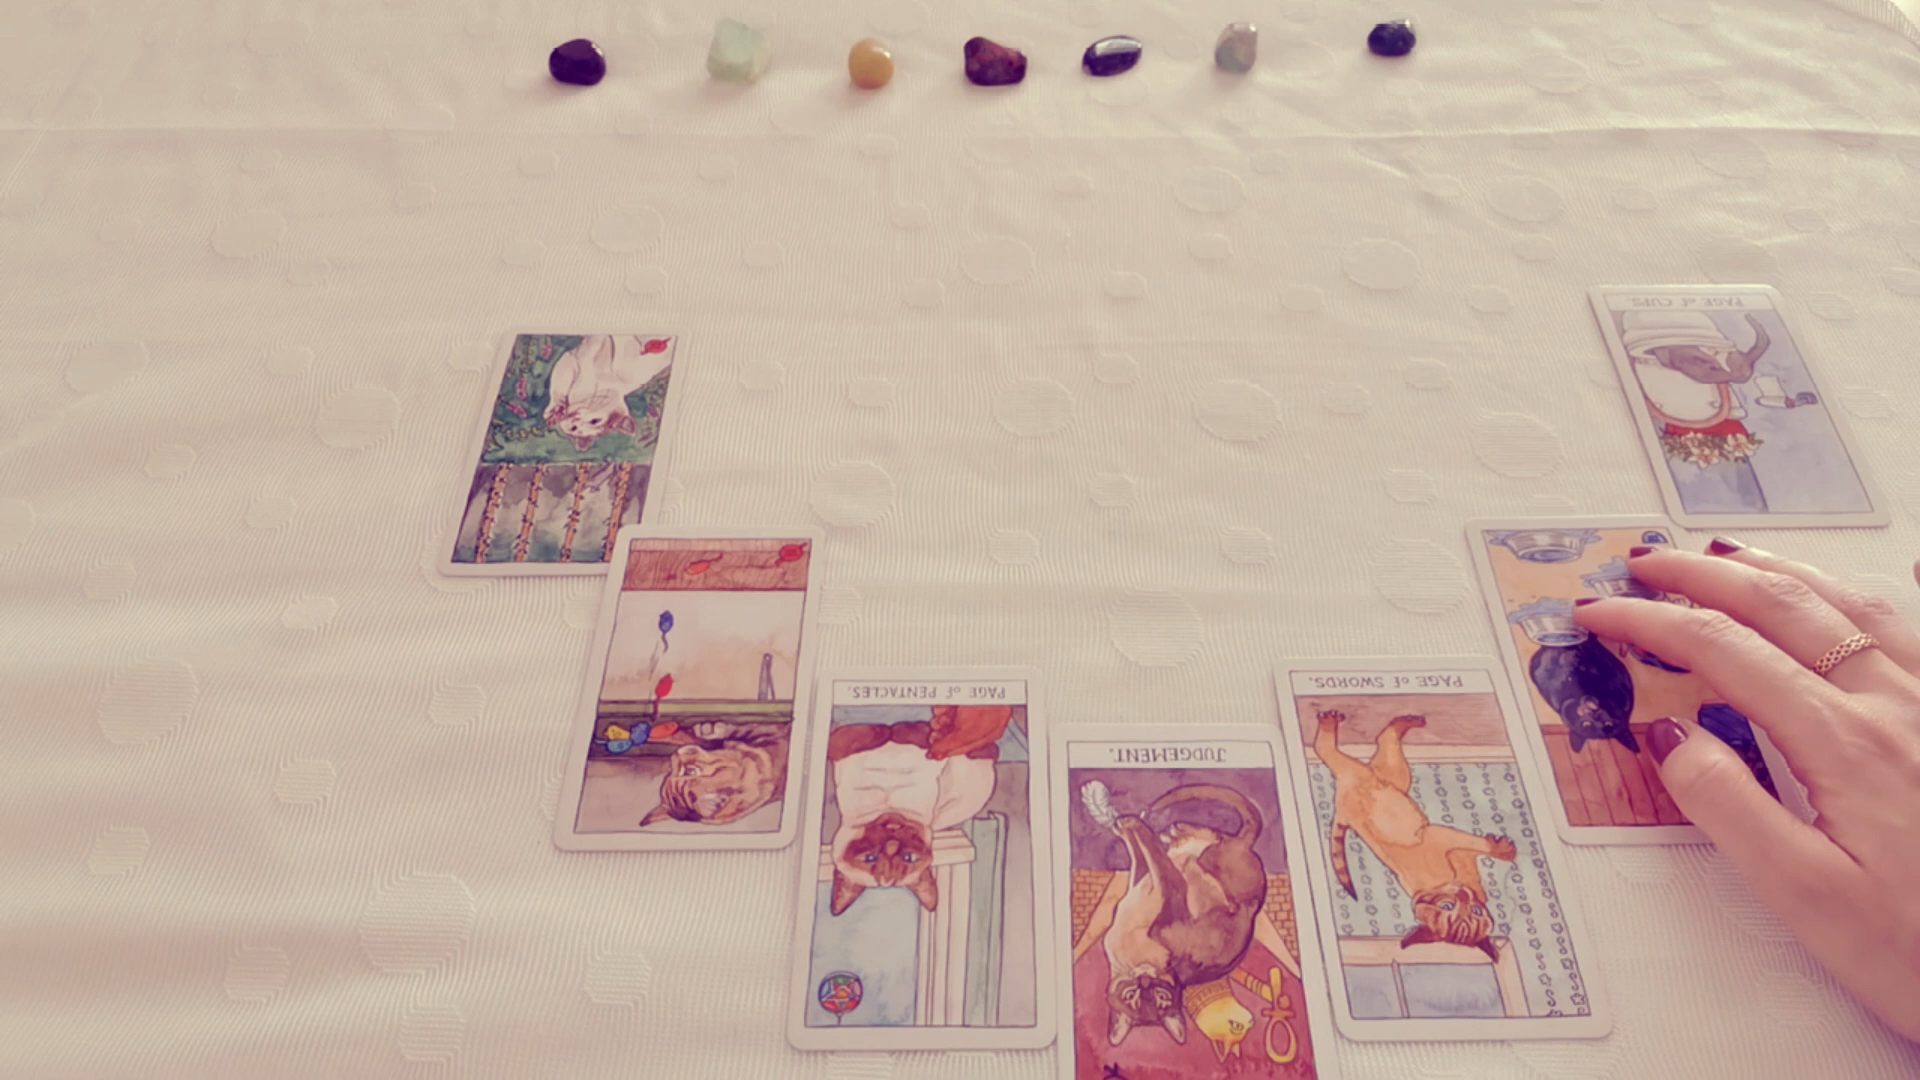 PAGE of CUPS.
PAGE of PENTACLES.
PAGE of SWORDS.
JUDGEMENT.